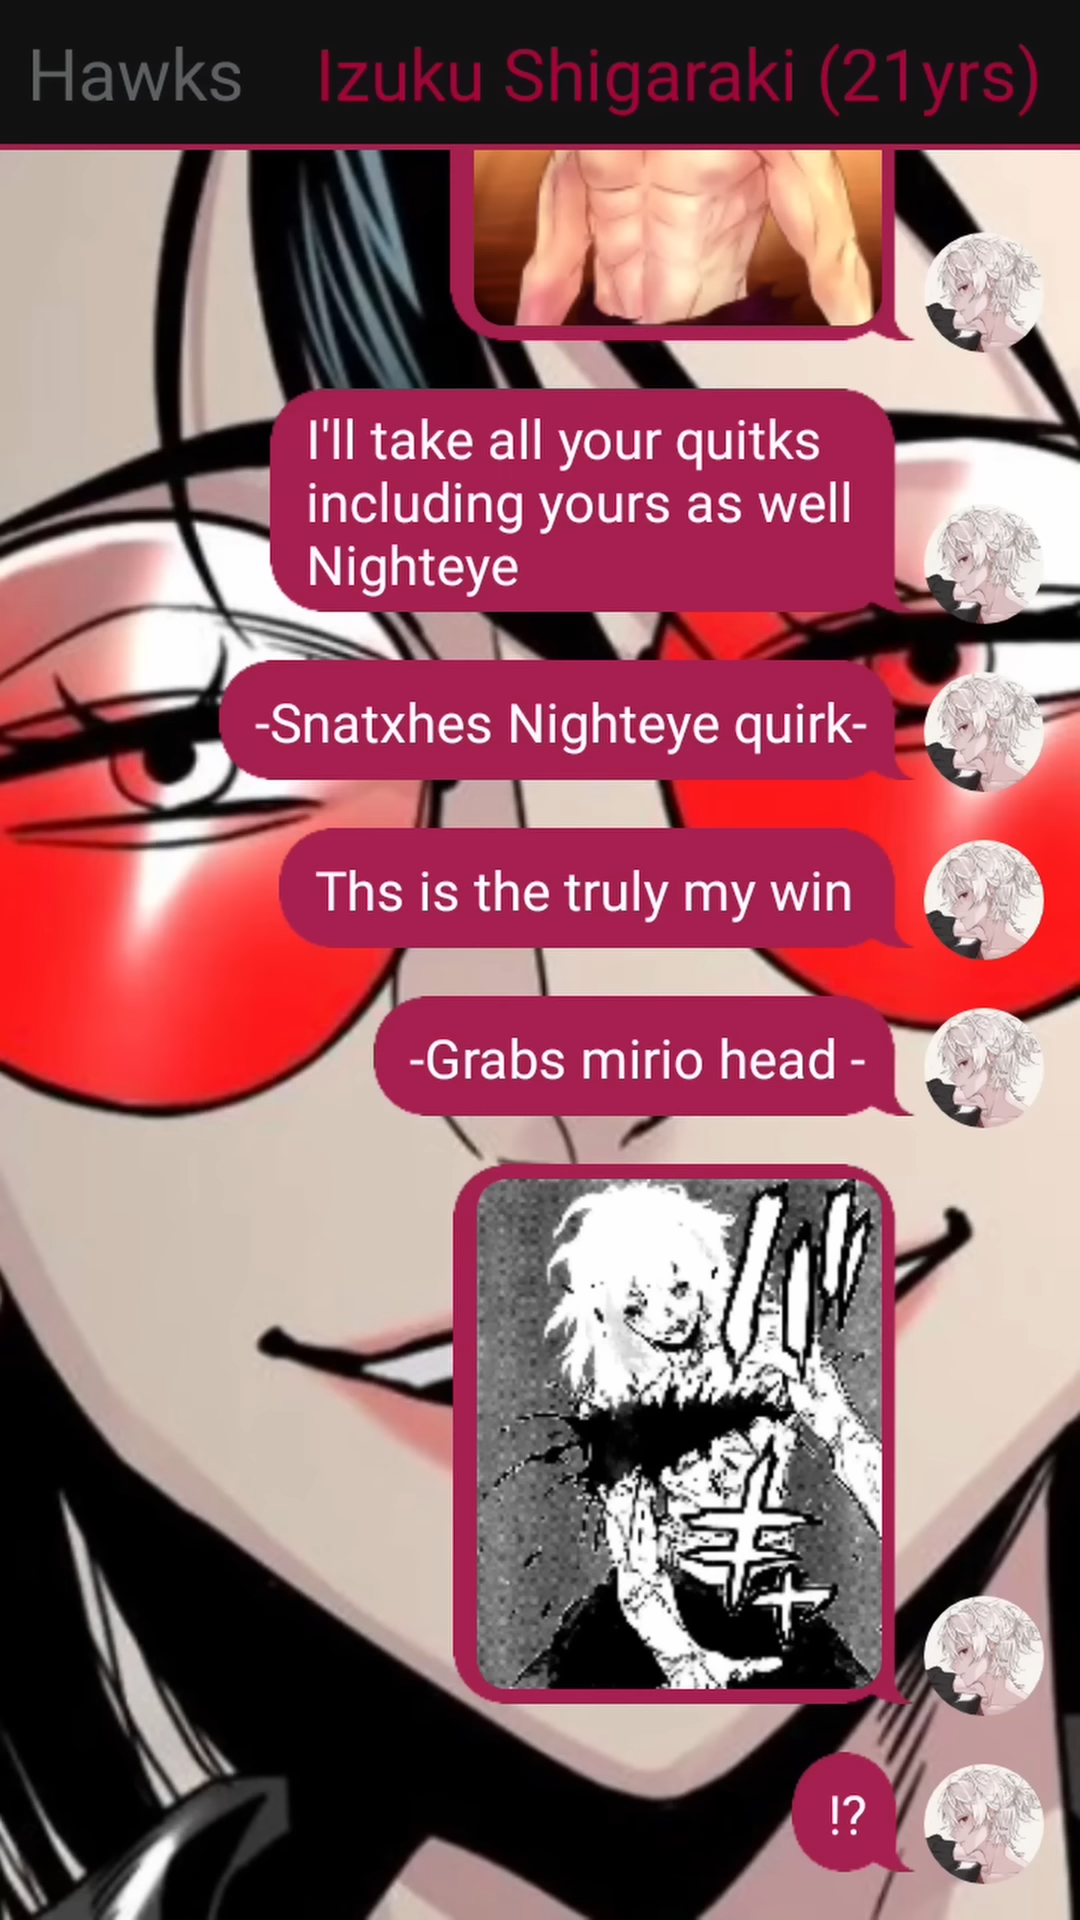 Hawks Izuku Shigaraki (21yrs)
I'll take all your quitks
including yours as well
Nighteye
-Snatxhes Nighteye quirk-
Ths is the truly my win
-Grabs mirio head -
!?